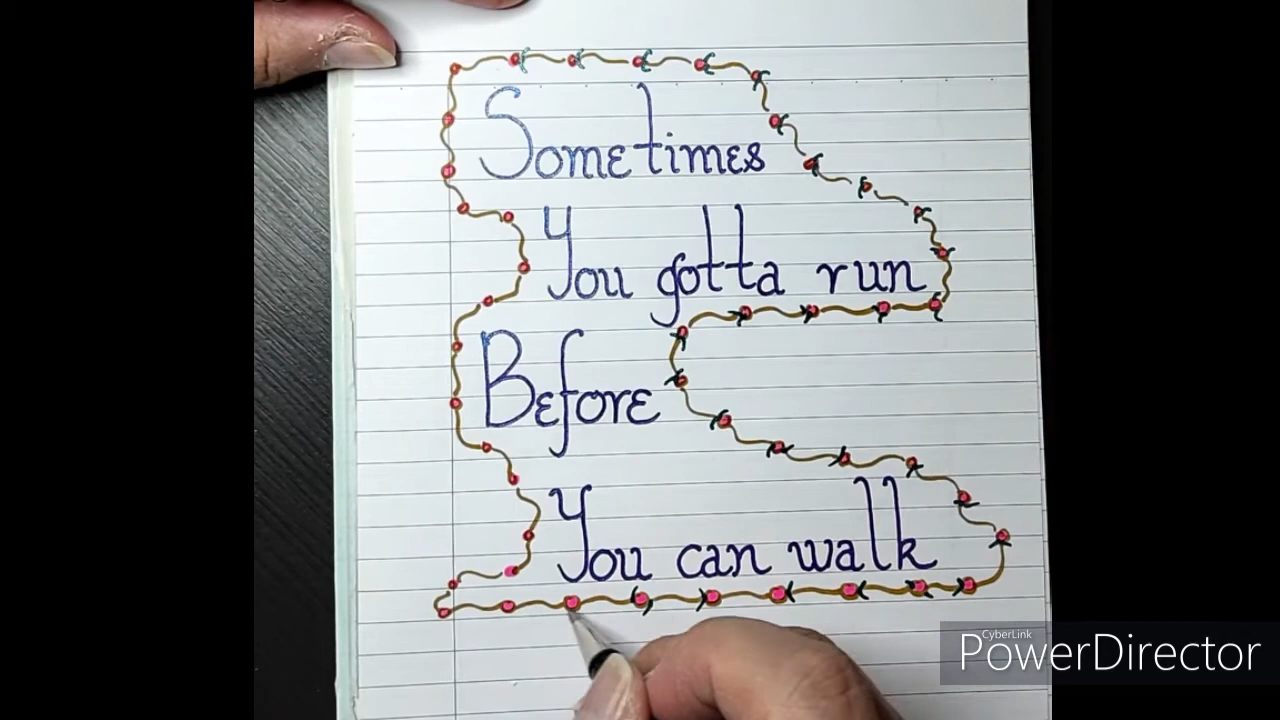 Sometimes
You gotta run
Before
You can walk
CyberLink
PowerDirector